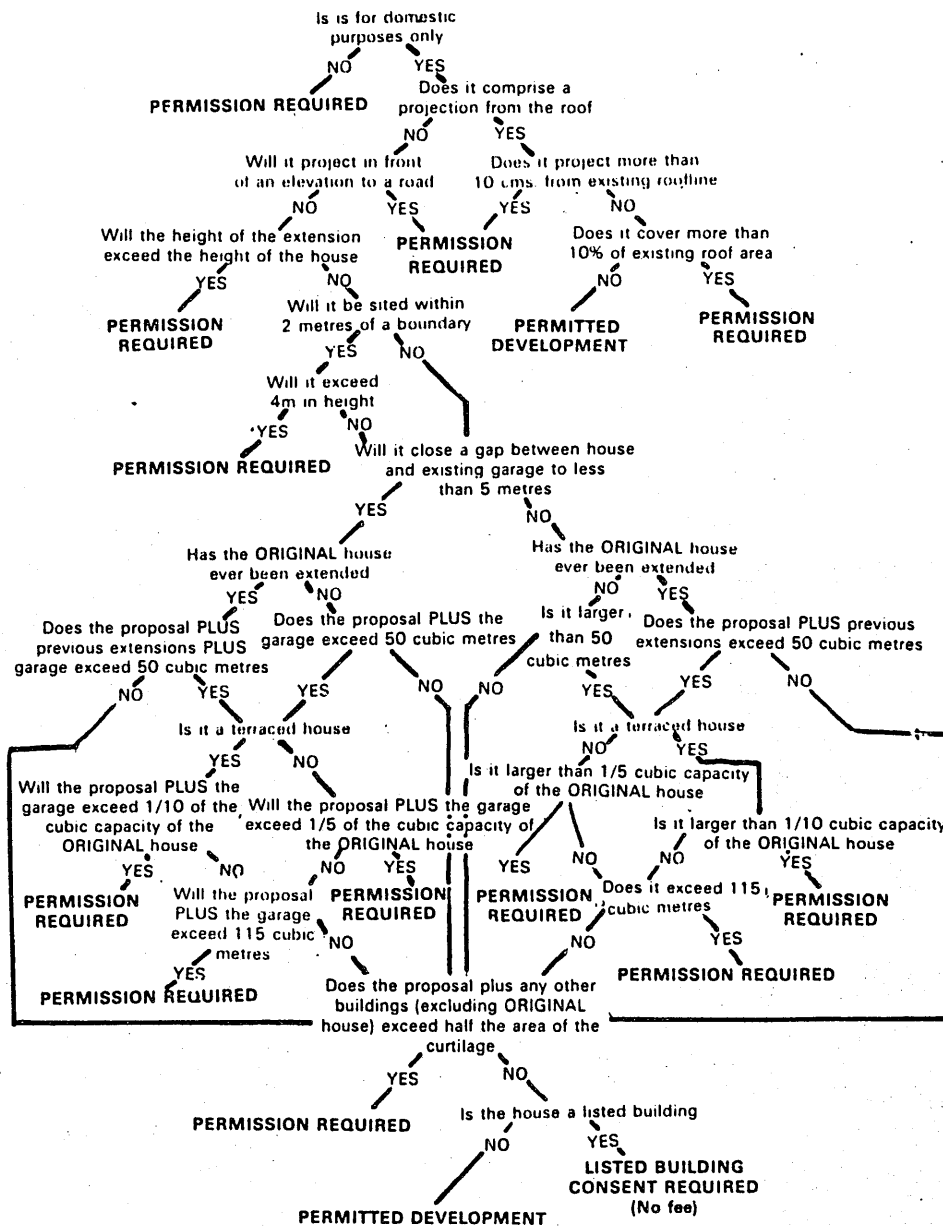 Is is for domestic
purposes only
NO
YES
PERMISSION REQUIRED
Does it comprise a
projection from the roof
NO
YES
Will it project in front
of an elevation to a road
Does it project more than
10 cms. from existing roofline
NO
YES
YES
NO
Will the height of the extension
exceed the height of the house
PERMISSION
REQUIRED
Does it cover more than
10% of existing roof area
YES
NO
NO
YES
PERMISSION
REQUIRED
Will it be sited within
2 metres of a boundary
PERMITTED
DEVELOPMENT
PERMISSION
REQUIRED
YES
NO
Will it exceed
4m in height
YES
NO
PERMISSION REQUIRED
Will it close a gap between house
and existing garage to less
than 5 metres
YES
NO
Has the ORIGINAL house
ever been extended
Has the ORIGINAL house
ever been extended
YES
NO
NO
YES
Does the proposal PLUS
previous extensions PLUS
garage exceed 50 cubic metres
Does the proposal PLUS the
garage exceed 50 cubic metres
Is it larger
than 50
cubic metres
Does the proposal PLUS previous
extensions exceed 50 cubic metres
NO
YES
YES
NO
NO
YES
YES
NO
Is it a terraced house
Is it a terraced house
YES
NO
NO
YES
Will the proposal PLUS the
garage exceed 1/10 of the
cubic capacity of the
ORIGINAL house
Will the proposal PLUS the garage
exceed 1/5 of the cubic capacity of
the ORIGINAL house
Is it larger than 1/5 cubic capacity
of the ORIGINAL house
Is it larger than 1/10 cubic capacity
of the ORIGINAL house
YES
NO
NO
YES
YES
NO
NO
YES
PERMISSION
REQUIRED
Will the proposal
PLUS the garage
exceed 115 cubic
metres
PERMISSION
REQUIRED
PERMISSION
REQUIRED
Does it exceed 115
cubic metres
PERMISSION
REQUIRED
YES
NO
NO
YES
PERMISSION REQUIRED
PERMISSION REQUIRED
Does the proposal plus any other
buildings (excluding ORIGINAL
house) exceed half the area of the
curtilage
YES
NO
PERMISSION REQUIRED
Is the house a listed building
NO
YES
PERMITTED DEVELOPMENT
LISTED BUILDING
CONSENT REQUIRED
(No fee)